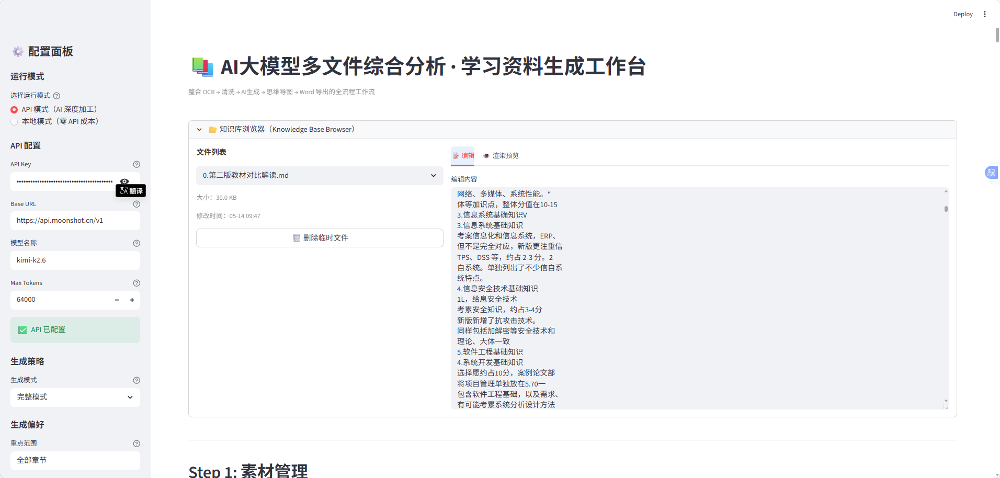 Deploy
配置面板
运行模式
选择运行模式
API 模式（AI 深度加工）
本地模式（零 API 成本）
API 配置
API Key
••••••••••••••••••••••••••••••••••••••••••
翻译
Base URL
https://api.moonshot.cn/v1
模型名称
kimi-k2.6
Max Tokens
64000
API 已配置
生成策略
生成模式
完整模式
生成偏好
重点范围
全部章节
AI大模型多文件综合分析 · 学习资料生成工作台
整合 OCR → 清洗 → AI生成 → 思维导图 → Word 导出的全流程工作流
知识库浏览器（Knowledge Base Browser）
文件列表
0.第二版教材对比解读.md
大小：30.0 KB
修改时间：05-14 09:47
删除临时文件
编辑
渲染预览
编辑内容
网络、多媒体、系统性能。“
体等加识点，整体分值在10-15
3.信息系统基确知识V
3.信息系统基础知识
考案信息化和信息系统，ERP、
但不是完全对应，新版更注重信
TPS、DSS 等，约占 2-3 分。2
自系统。单独列出了不少信自系
统特点。
4.信息安全技术基础知识
1L，给息安全技术
考累安全知识，约占3-4分
新版新增了抗攻击技术。
同样包括加解密等安全技术和
理论、大体一致
5.软件工程基础知识
4.系统开发基础知识
选择愿约占10分，案例论文部
将项目管理单独放在5.70一
包含软件工程基础，以及需求、
有可能考累系统分析设计方法
Step 1: 素材管理